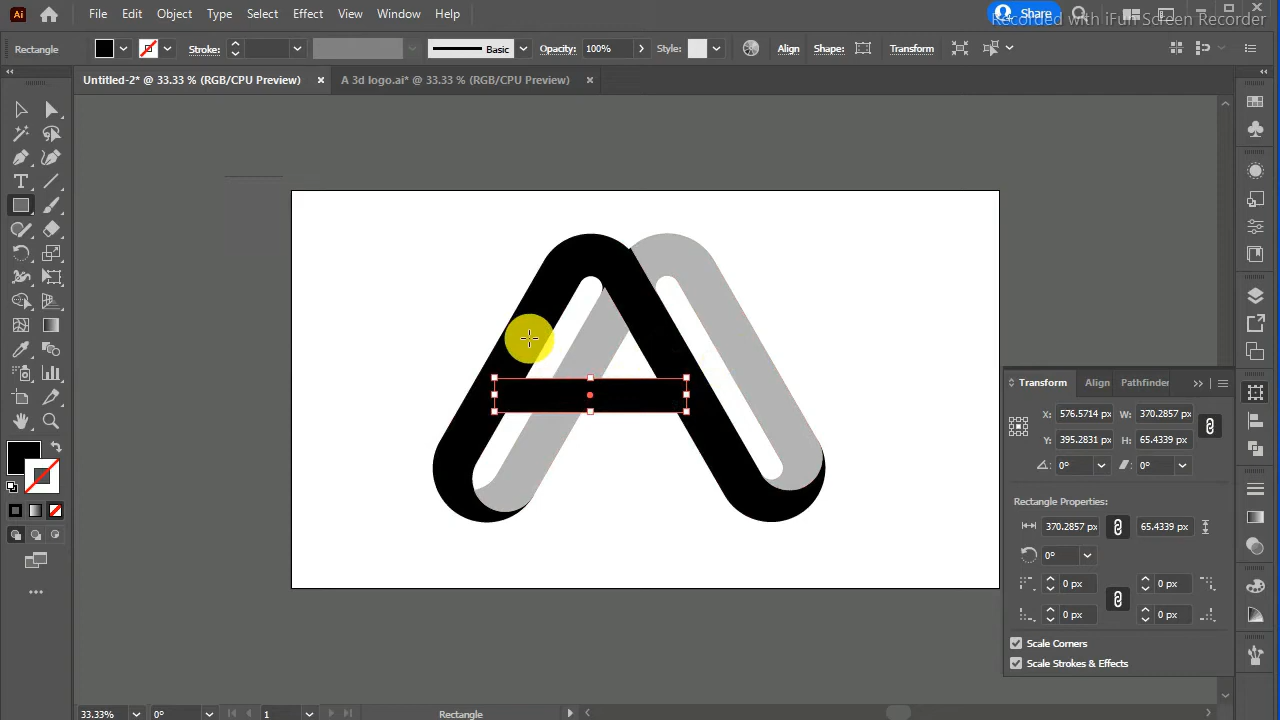 Ai File Edit Object Type Select Effect View Window Help Share
Recorded with iFun Screen Recorder
Rectangle Stroke: Basic Opacity: 100% Style: Align Shape: Transform
Untitled-2* @ 33.33 % (RGB/CPU Preview) × A 3d logo.ai* @ 33.33 % (RGB/CPU Preview) ×
Transform Align Pathfinder
X: 576.5714 px W: 370.2857 px
Y: 395.2831 px H: 65.4339 px
0° 0°
Rectangle Properties:
370.2857 px 65.4339 px
0°
0 px 0 px
0 px 0 px
Scale Corners
Scale Strokes & Effects
33.33% 0° 1 Rectangle